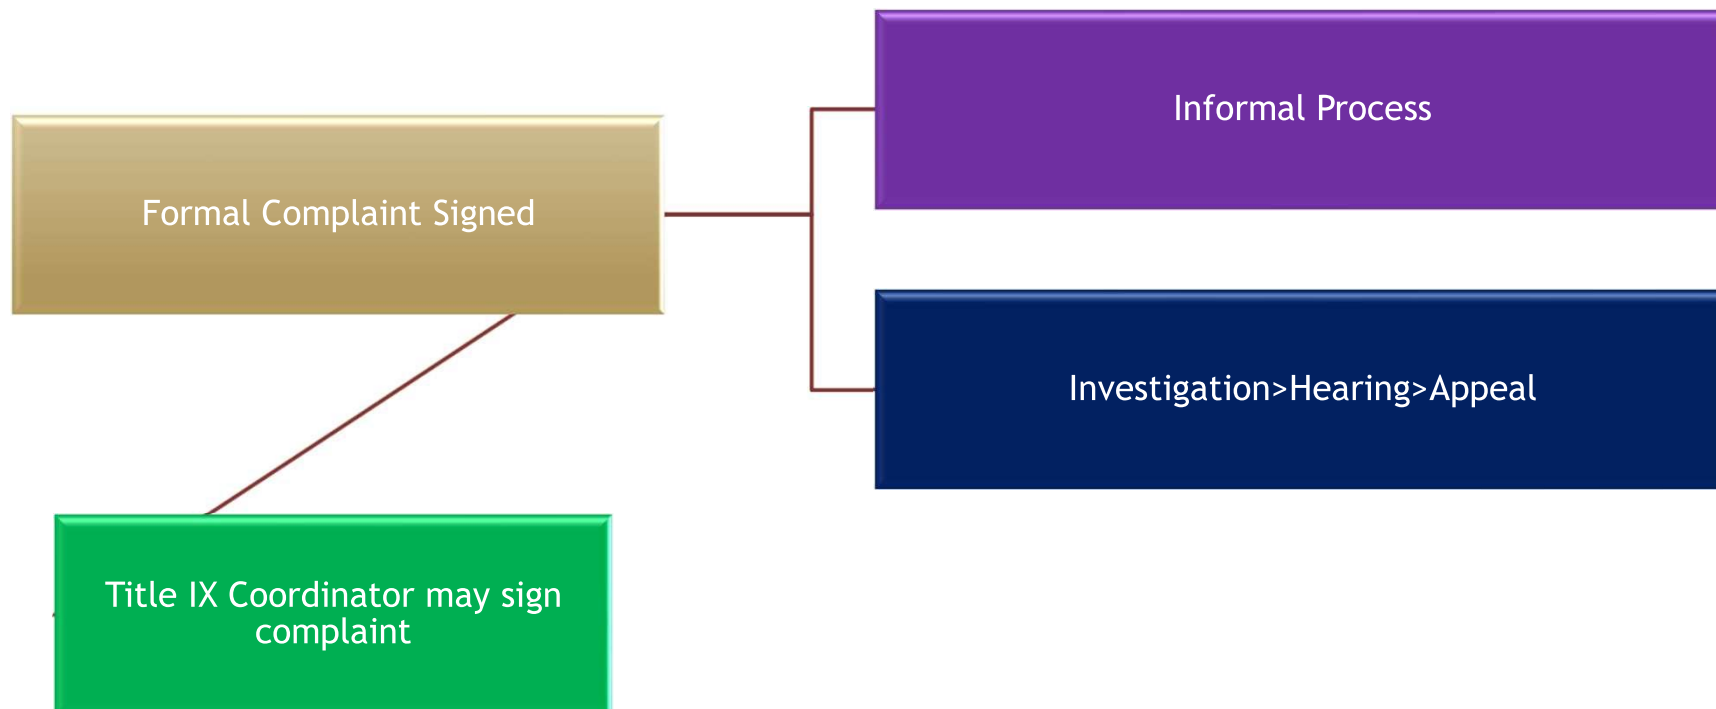 Informal Process
Formal Complaint Signed
Investigation>Hearing>Appeal
Title IX Coordinator may sign
complaint